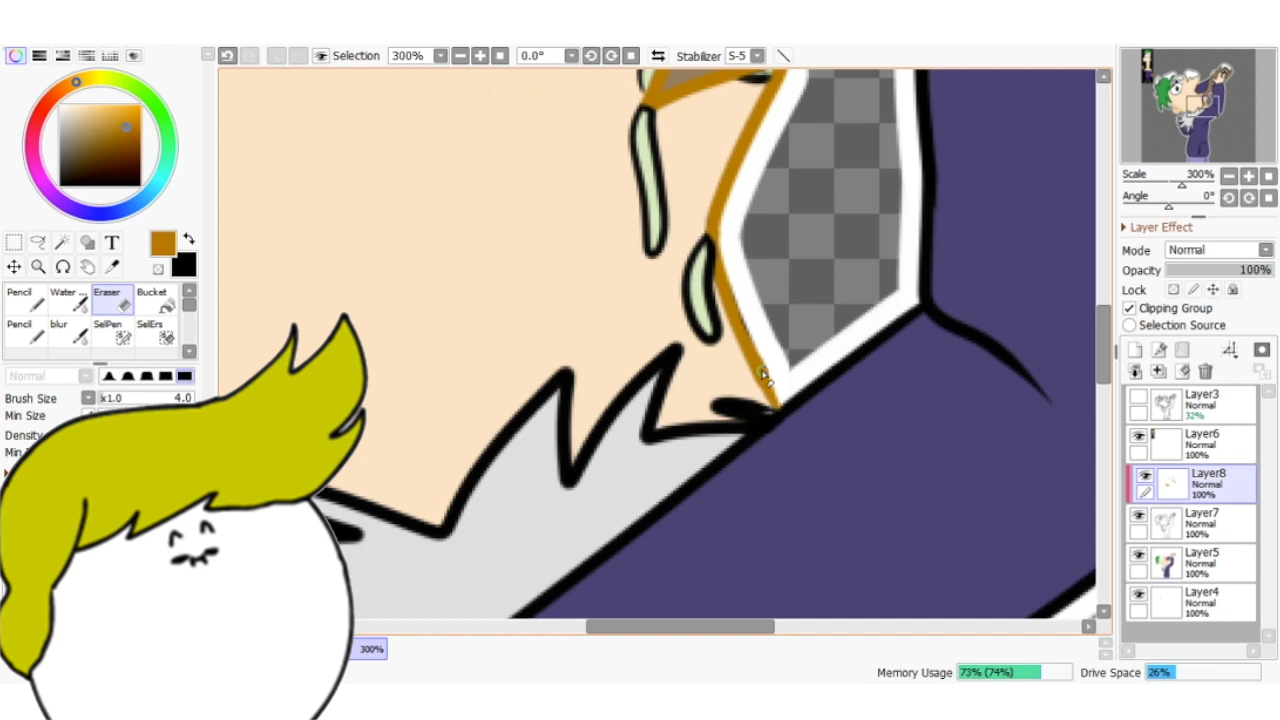 Selection 300% 0.0° Stabilizer S-5
Scale 300%
Angle 0°
Layer Effect
Mode Normal
Opacity 100%
Lock
Clipping Group
Selection Source
T
Pencil Water ... Eraser Bucket
Pencil blur SelPen SelErs
Normal
Brush Size x1.0 4.0
Min Size
Density
Min
Layer3
Normal
32%
Layer6
Normal
100%
Layer8
Normal
100%
Layer7
Normal
100%
Layer5
Normal
100%
Layer4
Normal
100%
300%
Memory Usage 73% (74%) Drive Space 26%